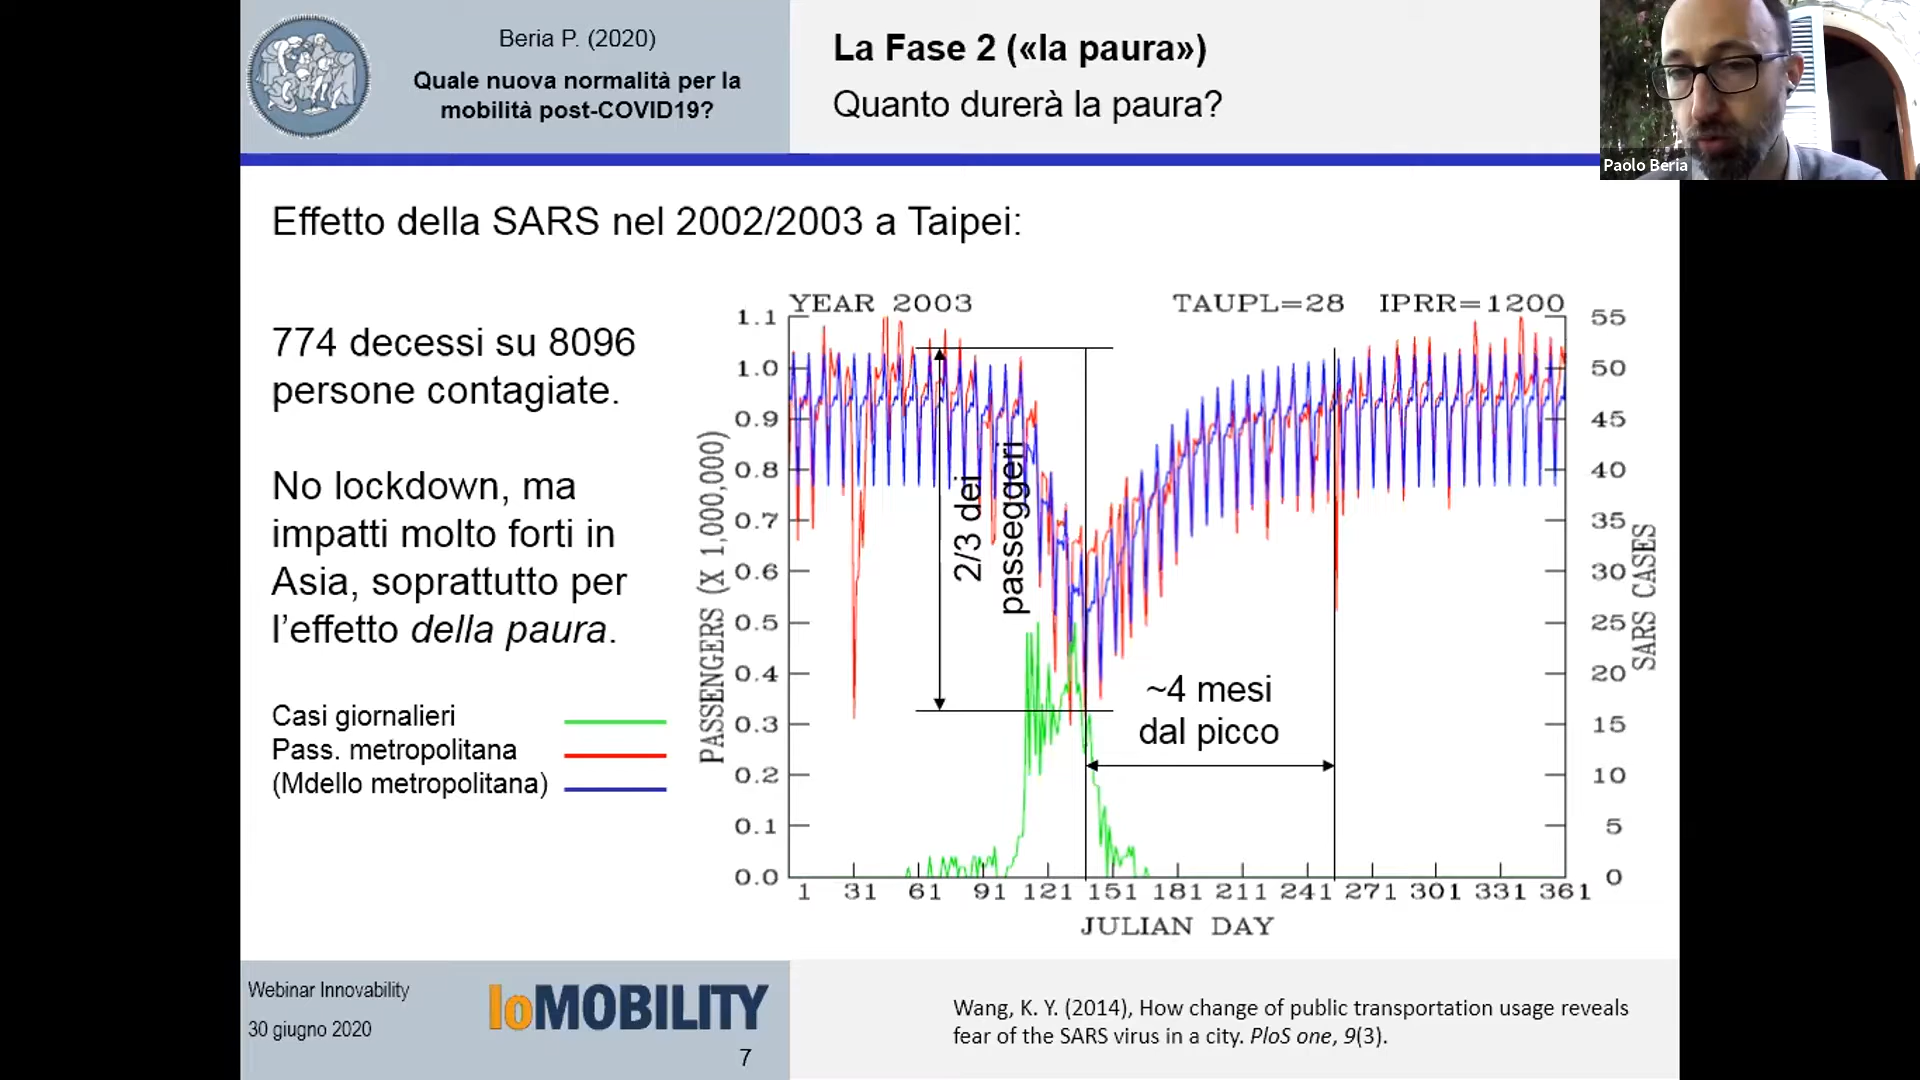 Beria P. (2020)
Quale nuova normalità per la
mobilità post-COVID19?
La Fase 2 («la paura»)
Quanto durerà la paura?
Paolo Beria
Effetto della SARS nel 2002/2003 a Taipei:
774 decessi su 8096
persone contagiate.
No lockdown, ma
impatti molto forti in
Asia, soprattutto per
l’effetto della paura.
Casi giornalieri
Pass. metropolitana
(Mdello metropolitana)
YEAR 2003 TAUPL=28 IPRR=1200
PASSENGERS (X 1,000,000)
1.1
1.0
0.9
0.8
0.7
0.6
0.5
0.4
0.3
0.2
0.1
0.0
2/3 dei
passeggeri
~4 mesi
dal picco
55
50
45
40
35
30
25
20
15
10
5
0
SARS CASES
1 31 61 91 121 151 181 211 241 271 301 331 361
JULIAN DAY
Webinar Innovability
30 giugno 2020
IoMOBILITY
7
Wang, K. Y. (2014), How change of public transportation usage reveals
fear of the SARS virus in a city. PloS one, 9(3).